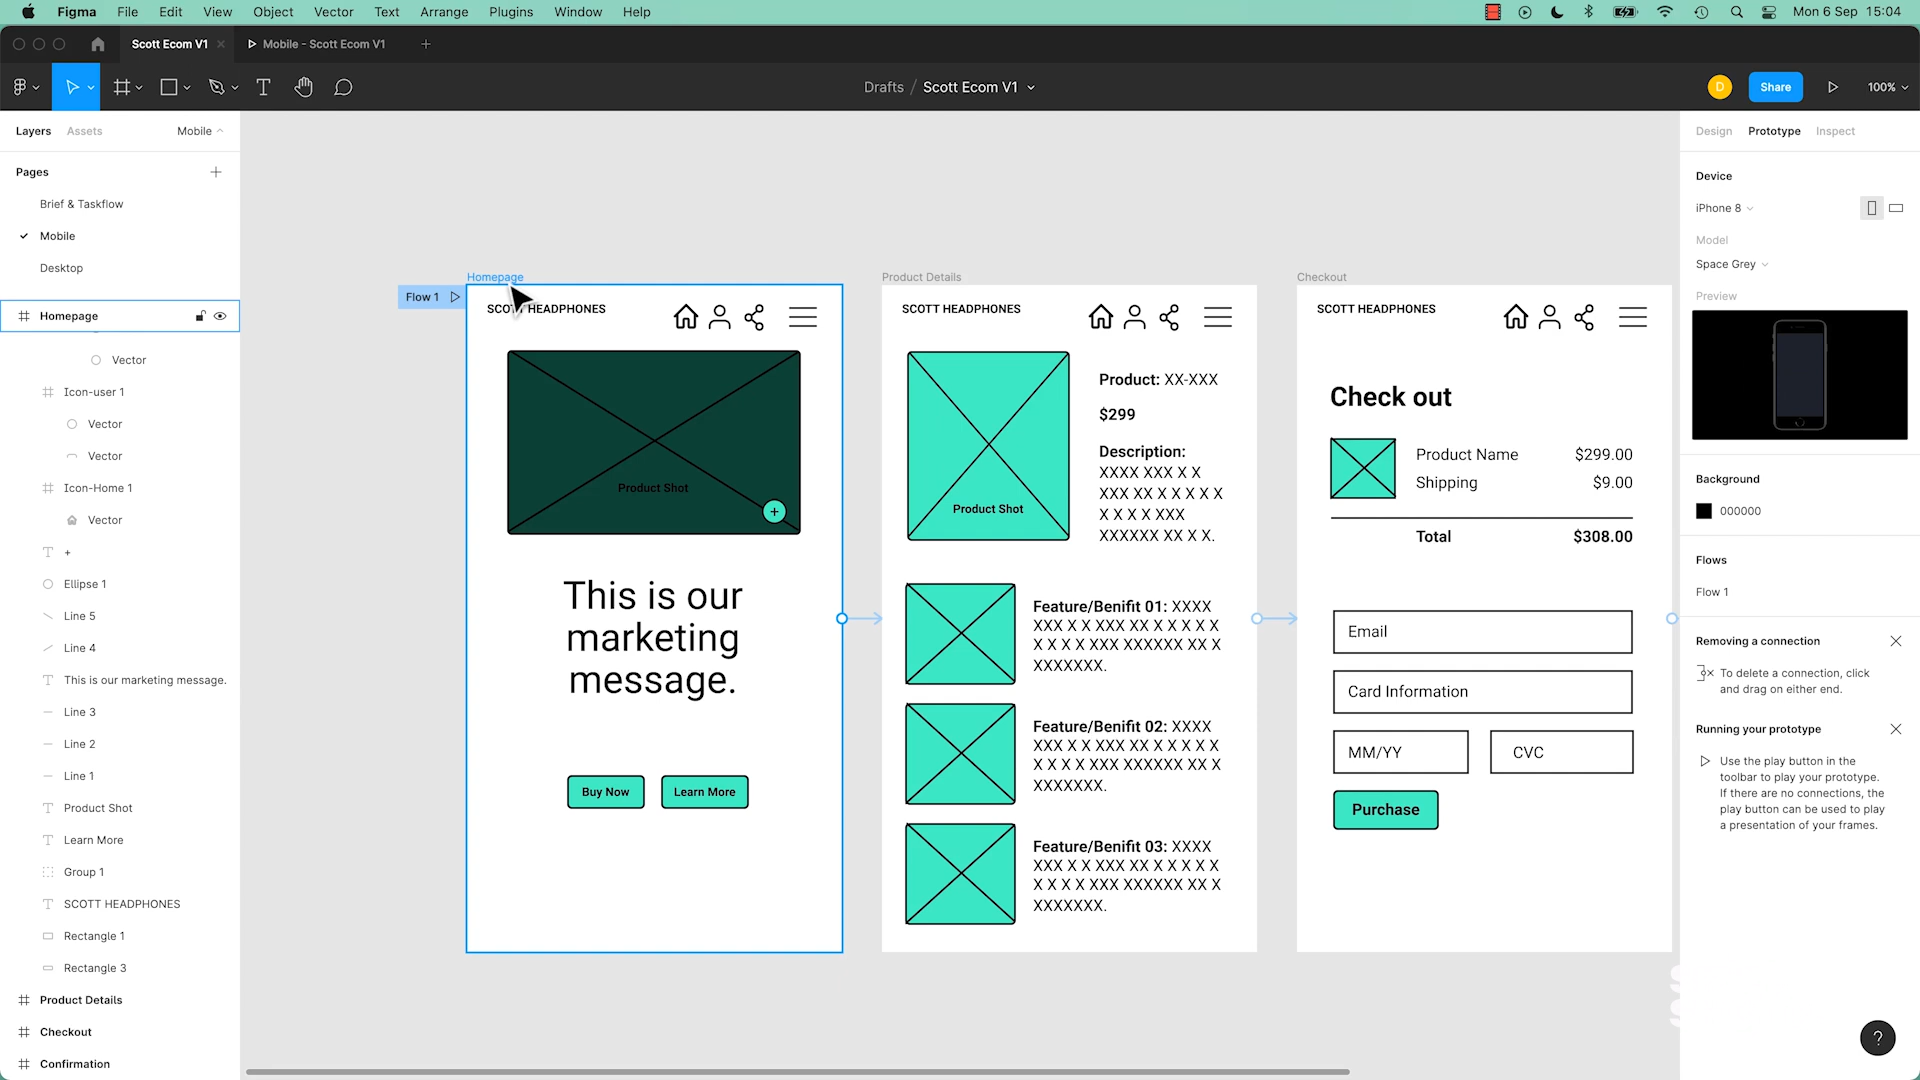 Figma File Edit View Object Vector Text Arrange Plugins Window Help
Mon 6 Sep 15:04
Scott Ecom V1
Mobile - Scott Ecom V1
Drafts / Scott Ecom V1
D
Share
100%
Layers Assets Mobile
Pages
Brief & Taskflow
Mobile
Desktop
Homepage
Vector
Icon-user 1
Vector
Vector
Icon-Home 1
Vector
+
Ellipse 1
Line 5
Line 4
This is our marketing message.
Line 3
Line 2
Line 1
Product Shot
Learn More
Group 1
SCOTT HEADPHONES
Rectangle 1
Rectangle 3
Product Details
Checkout
Confirmation
Flow 1
Homepage
SCOTT HEADPHONES
Product Shot
+
This is our
marketing
message.
Buy Now
Learn More
Product Details
SCOTT HEADPHONES
Product Shot
Product: XX-XXX
$299
Description:
XXXX XXX X X
XXX XX X X X X X
X X X X XXX
XXXXXX XX X X.
Feature/Benifit 01: XXXX
XXX X X XXX XX X X X X X
X X X X XXX XXXXXX XX X
XXXXXXX.
Feature/Benifit 02: XXXX
XXX X X XXX XX X X X X X
X X X X XXX XXXXXX XX X
XXXXXXX.
Feature/Benifit 03: XXXX
XXX X X XXX XX X X X X X
X X X X XXX XXXXXX XX X
XXXXXXX.
Checkout
SCOTT HEADPHONES
Check out
Product Name $299.00
Shipping $9.00
Total $308.00
Email
Card Information
MM/YY
CVC
Purchase
Design Prototype Inspect
Device
iPhone 8
Model
Space Grey
Preview
Background
000000
Flows
Flow 1
Removing a connection
To delete a connection, click
and drag on either end.
Running your prototype
Use the play button in the
toolbar to play your prototype.
If there are no connections, the
play button can be used to play
a presentation of your frames.
?